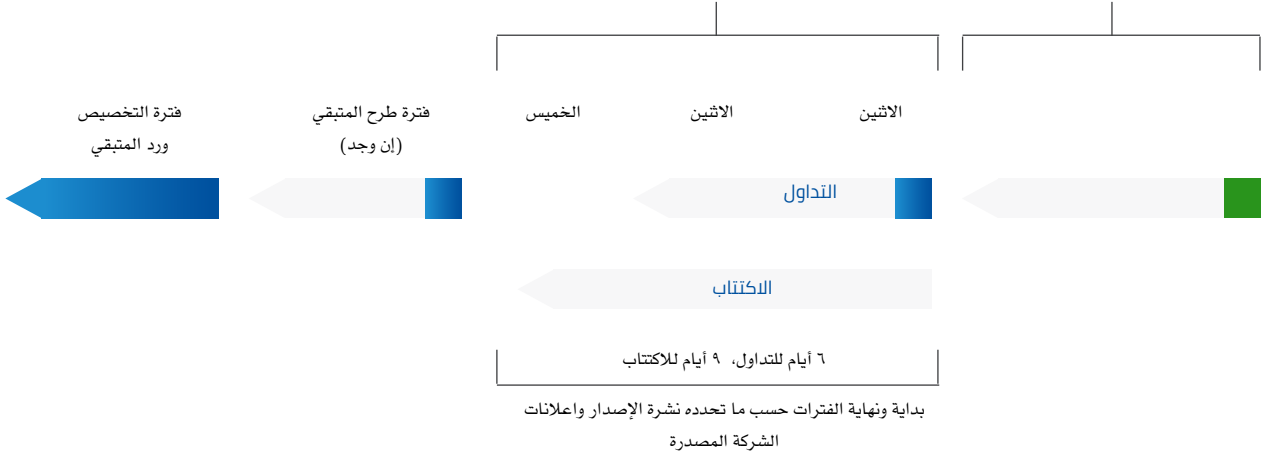 الاثنين
الاثنين
الخميس
فترة طرح المتبقي
(إن وجد)
فترة التخصيص
ورد المتبقي
التداول
الاكتتاب
٦ أيام للتداول، ٩ أيام للاكتتاب
بداية ونهاية الفترات حسب ما تحدده نشرة الإصدار واعلانات
الشركة المصدرة